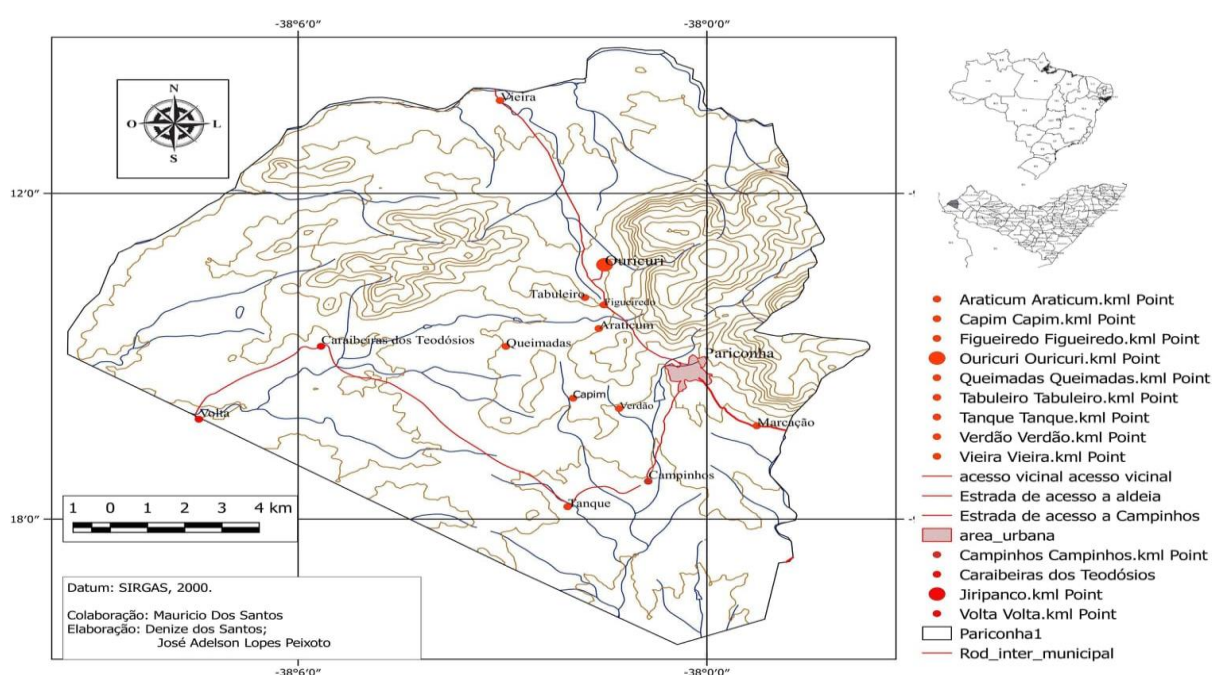 -38°6'0"
-38°0'0"
N
O
L
S
Vieira
12'0"
Ouricuri
Tabuleiro
Figueiredo
Araticum
Caraibeiras dos Teodósios
Queimadas
Pariconha
Capim
Verdão
Volta
Marcação
Campinhos
Tanque
1 0 1 2 3 4 km
18'0"
Datum: SIRGAS, 2000.
Colaboração: Mauricio Dos Santos
Elaboração: Denize dos Santos;
José Adelson Lopes Peixoto
-38°6'0"
-38°0'0"
Araticum Araticum.kml Point
Capim Capim.kml Point
Figueiredo Figueiredo.kml Point
Ouricuri Ouricuri.kml Point
Queimadas Queimadas.kml Point
Tabuleiro Tabuleiro.kml Point
Tanque Tanque.kml Point
Verdão Verdão.kml Point
Vieira Vieira.kml Point
acesso vicinal acesso vicinal
Estrada de acesso a aldeia
Estrada de acesso a Campinhos
area_urbana
Campinhos Campinhos.kml Point
Caraibeiras dos Teodósios
Jiripanco.kml Point
Volta Volta.kml Point
Pariconha1
Rod_inter_municipal